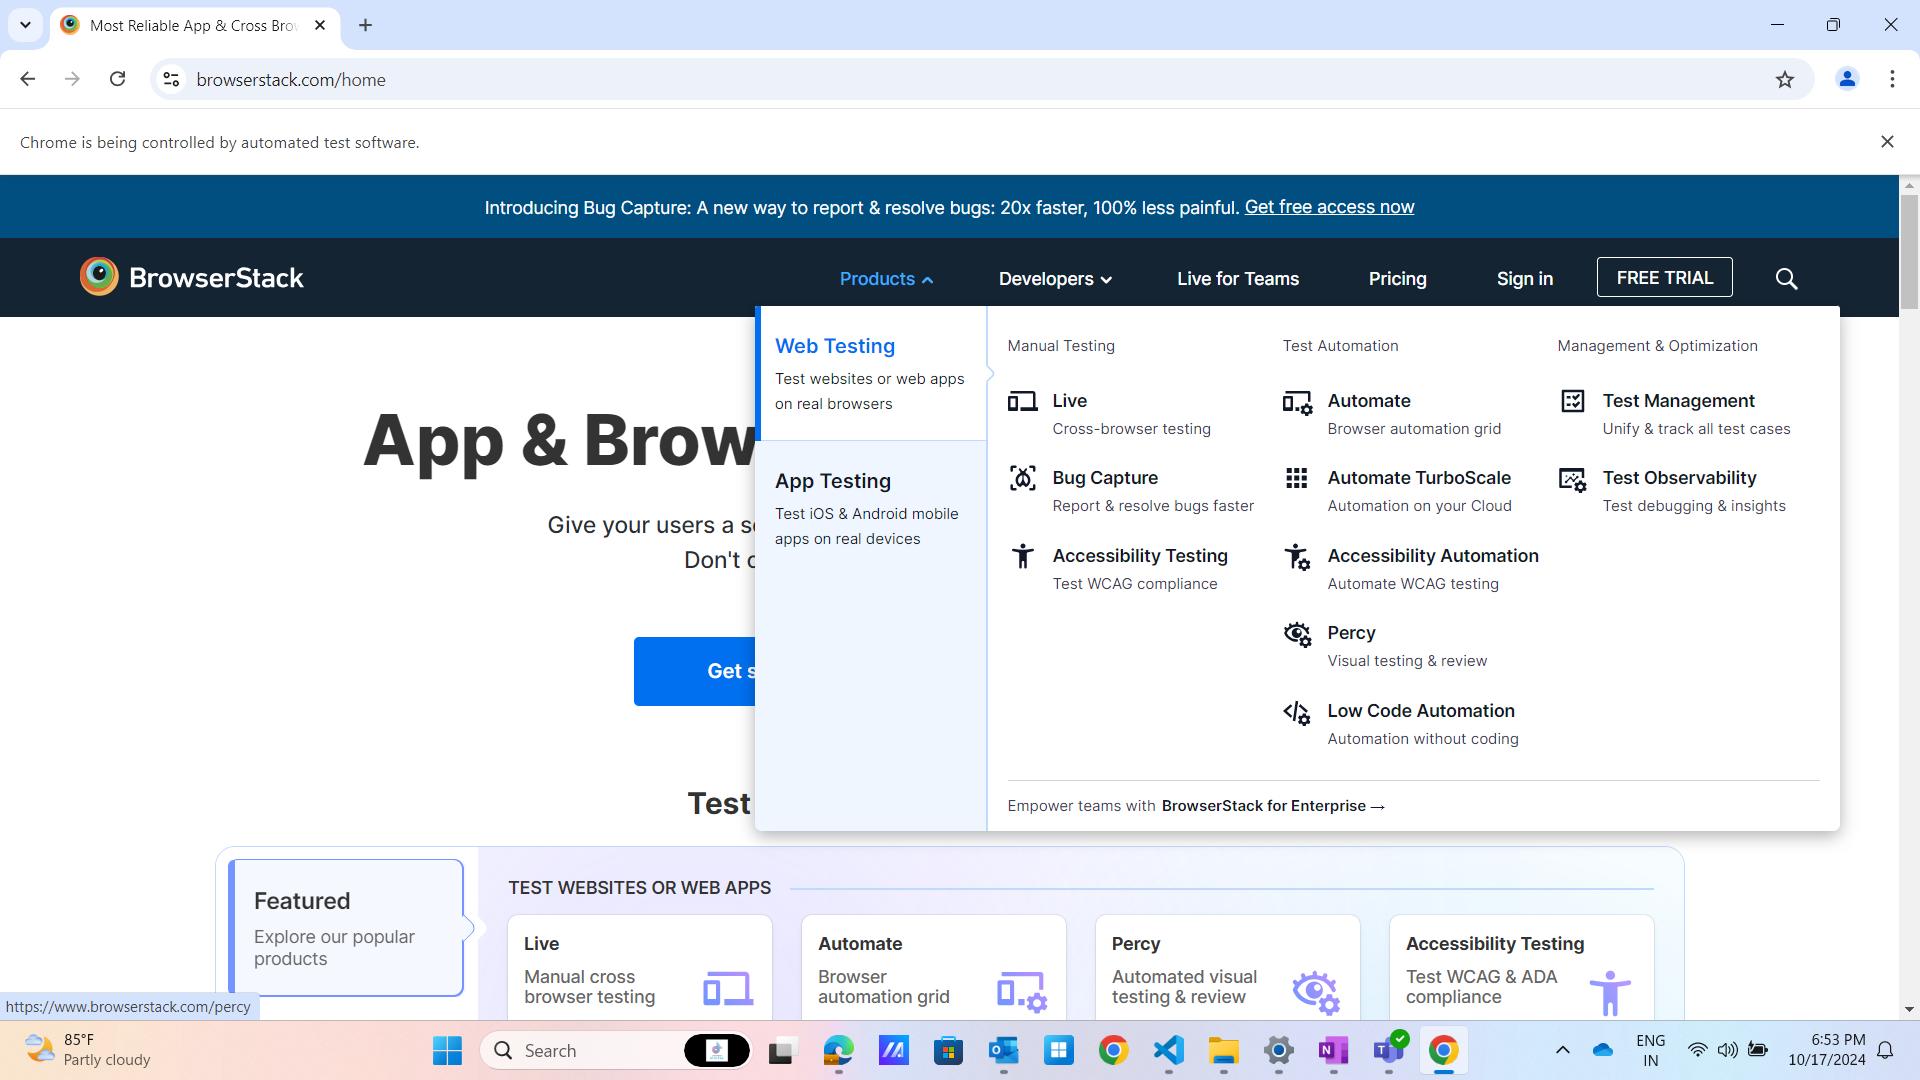 Most Reliable App & Cross Brow
browserstack.com/home
Chrome is being controlled by automated test software.
Introducing Bug Capture: A new way to report & resolve bugs: 20x faster, 100% less painful. Get free access now
BrowserStack
Products
Developers
Live for Teams
Pricing
Sign in
FREE TRIAL
App & Brow
Give your users a se
Don't c
Get s
Test
Web Testing
Test websites or web apps
on real browsers
App Testing
Test iOS & Android mobile
apps on real devices
Manual Testing
Live
Cross-browser testing
Bug Capture
Report & resolve bugs faster
Accessibility Testing
Test WCAG compliance
Test Automation
Automate
Browser automation grid
Automate TurboScale
Automation on your Cloud
Accessibility Automation
Automate WCAG testing
Percy
Visual testing & review
Low Code Automation
Automation without coding
Management & Optimization
Test Management
Unify & track all test cases
Test Observability
Test debugging & insights
Empower teams with BrowserStack for Enterprise →
Featured
Explore our popular
products
TEST WEBSITES OR WEB APPS
Live
Manual cross
browser testing
Automate
Browser
automation grid
Percy
Automated visual
testing & review
Accessibility Testing
Test WCAG & ADA
compliance
https://www.browserstack.com/percy
85°F
Partly cloudy
Search
ENG
IN
6:53 PM
10/17/2024